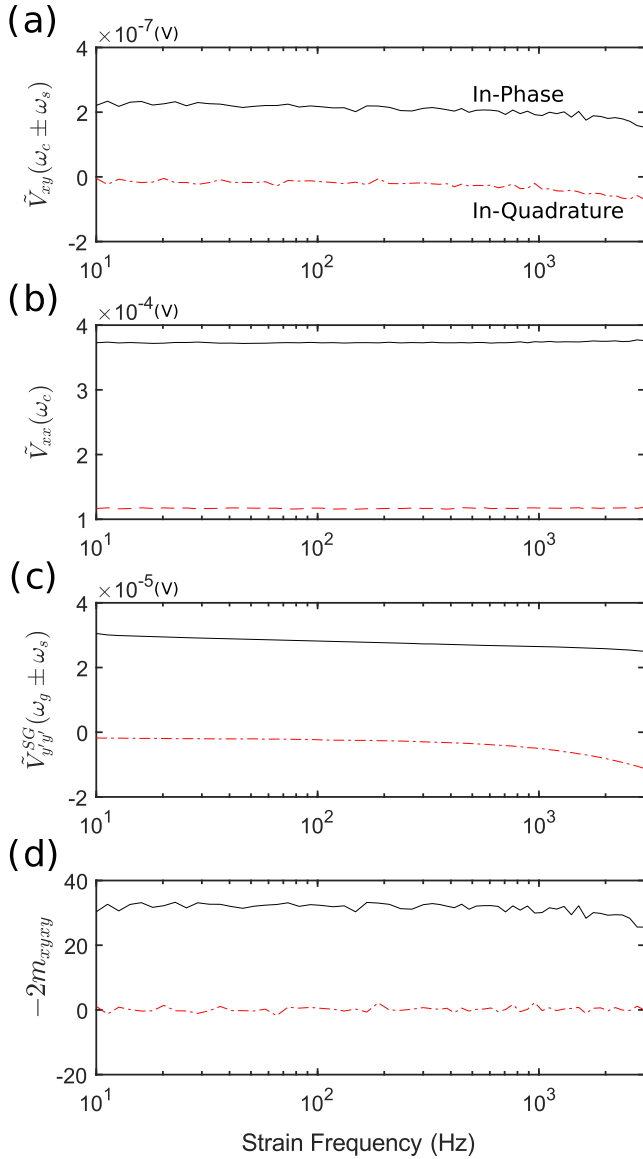 (a)
×10⁻⁷(V)
4
2
0
-2
Ṽxy(ωc ± ωs)
In-Phase
In-Quadrature
10¹ 10² 10³
(b)
×10⁻⁴(V)
4
3
2
1
Ṽxx(ωc)
10¹ 10² 10³
(c)
×10⁻⁵(V)
4
2
0
-2
Ṽ^SG_y′y′(ωg ± ωs)
10¹ 10² 10³
(d)
40
20
0
-20
−2mxyxy
10¹ 10² 10³
Strain Frequency (Hz)